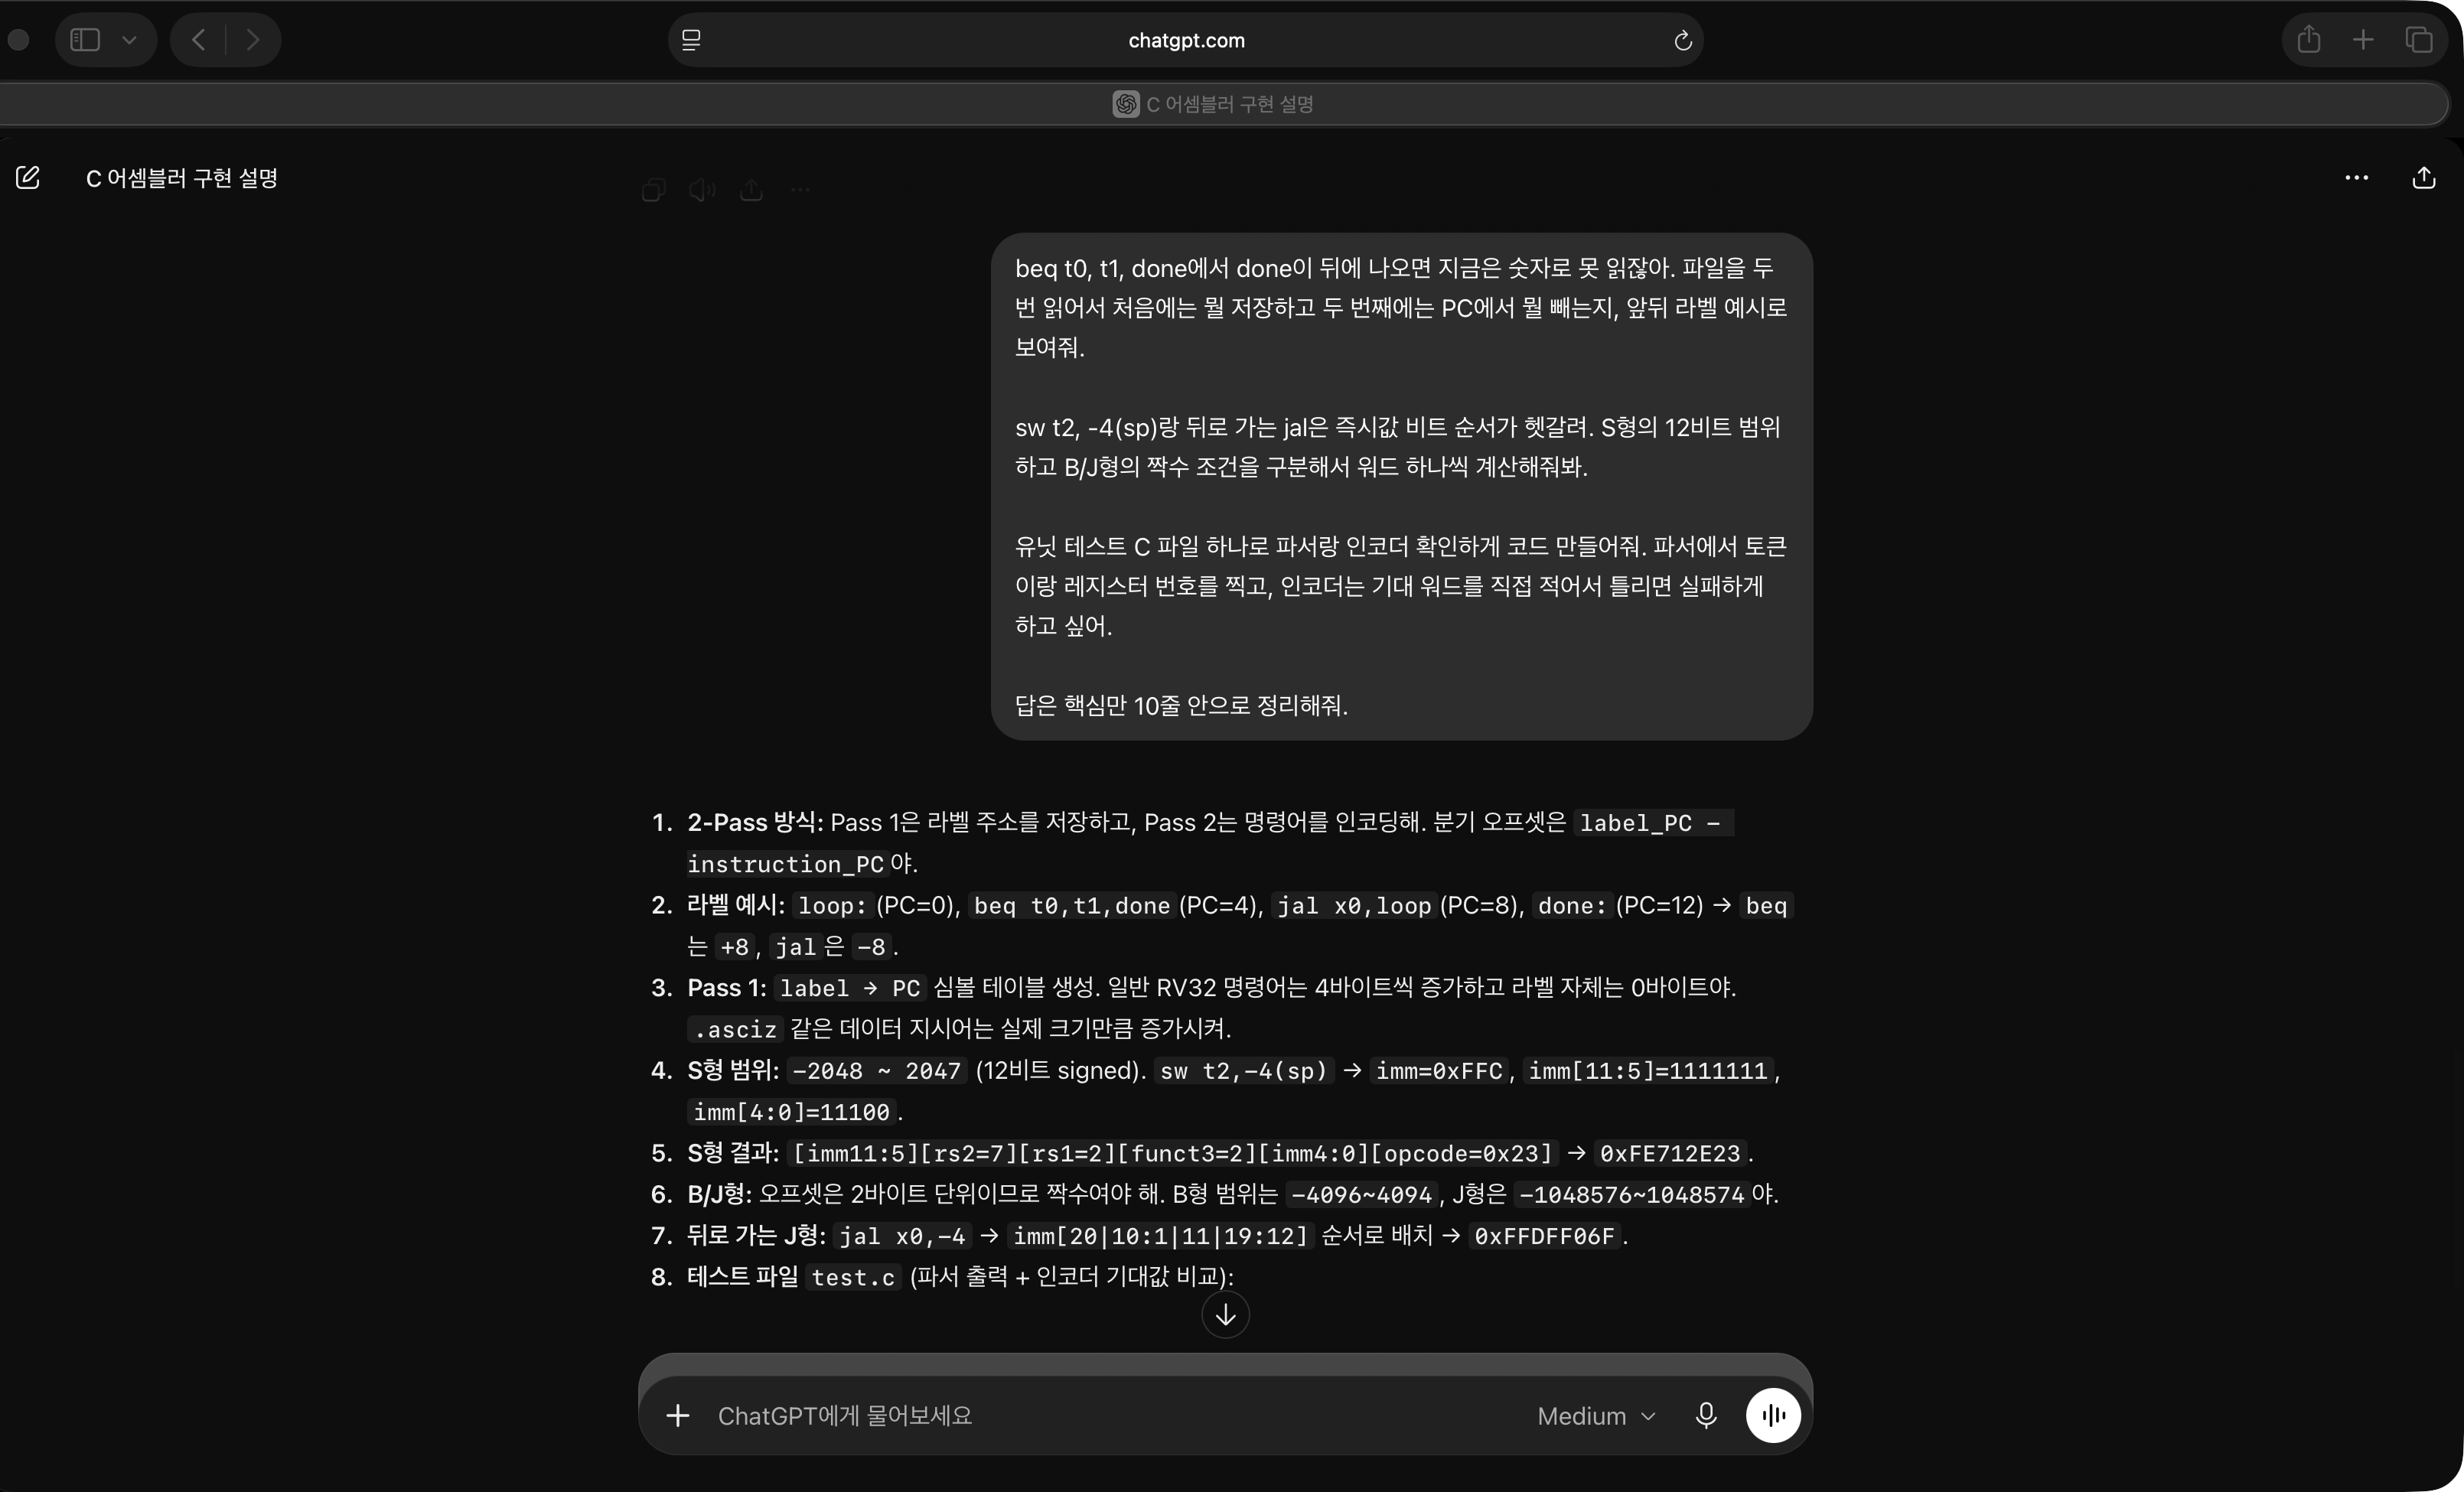 chatgpt.com
C 어셈블러 구현 설명
C 어셈블러 구현 설명
beq t0, t1, done에서 done이 뒤에 나오면 지금은 숫자로 못 읽잖아. 파일을 두
번 읽어서 처음에는 뭘 저장하고 두 번째에는 PC에서 뭘 빼는지, 앞뒤 라벨 예시로
보여줘.
sw t2, -4(sp)랑 뒤로 가는 jal은 즉시값 비트 순서가 헷갈려. S형의 12비트 범위
하고 B/J형의 짝수 조건을 구분해서 워드 하나씩 계산해줘봐.
유닛 테스트 C 파일 하나로 파서랑 인코더 확인하게 코드 만들어줘. 파서에서 토큰
이랑 레지스터 번호를 찍고, 인코더는 기대 워드를 직접 적어서 틀리면 실패하게
하고 싶어.
답은 핵심만 10줄 안으로 정리해줘.
1. 2-Pass 방식: Pass 1은 라벨 주소를 저장하고, Pass 2는 명령어를 인코딩해. 분기 오프셋은 label_PC −
instruction_PC야.
2. 라벨 예시: loop:(PC=0), beq t0,t1,done(PC=4), jal x0,loop(PC=8), done:(PC=12) → beq
는 +8, jal은 −8.
3. Pass 1: label → PC 심볼 테이블 생성. 일반 RV32 명령어는 4바이트씩 증가하고 라벨 자체는 0바이트야.
.asciz 같은 데이터 지시어는 실제 크기만큼 증가시켜.
4. S형 범위: −2048 ~ 2047 (12비트 signed). sw t2,−4(sp) → imm=0xFFC, imm[11:5]=1111111,
imm[4:0]=11100.
5. S형 결과: [imm11:5][rs2=7][rs1=2][funct3=2][imm4:0][opcode=0x23] → 0xFE712E23.
6. B/J형: 오프셋은 2바이트 단위이므로 짝수여야 해. B형 범위는 −4096~4094, J형은 −1048576~1048574야.
7. 뒤로 가는 J형: jal x0,−4 → imm[20|10:1|11|19:12] 순서로 배치 → 0xFFDFF06F.
8. 테스트 파일 test.c (파서 출력 + 인코더 기대값 비교):
ChatGPT에게 물어보세요
Medium